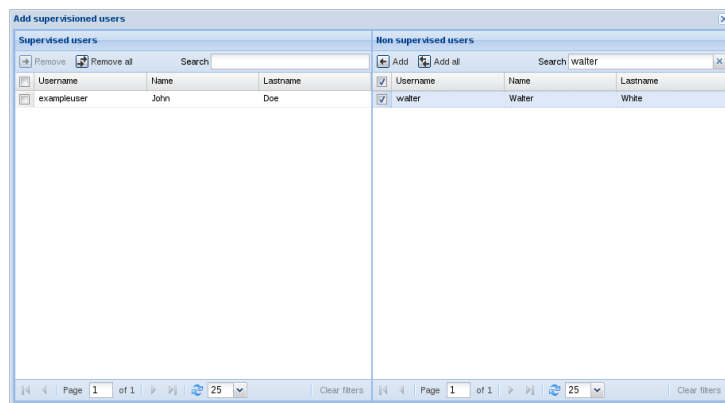 Add supervisioned users
Supervised users
Remove Remove all Search
Username Name Lastname
exampleuser John Doe
Page 1 of 1 25 Clear filters
Non supervised users
Add Add all Search walter
Username Name Lastname
walter Walter White
Page 1 of 1 25 Clear filters